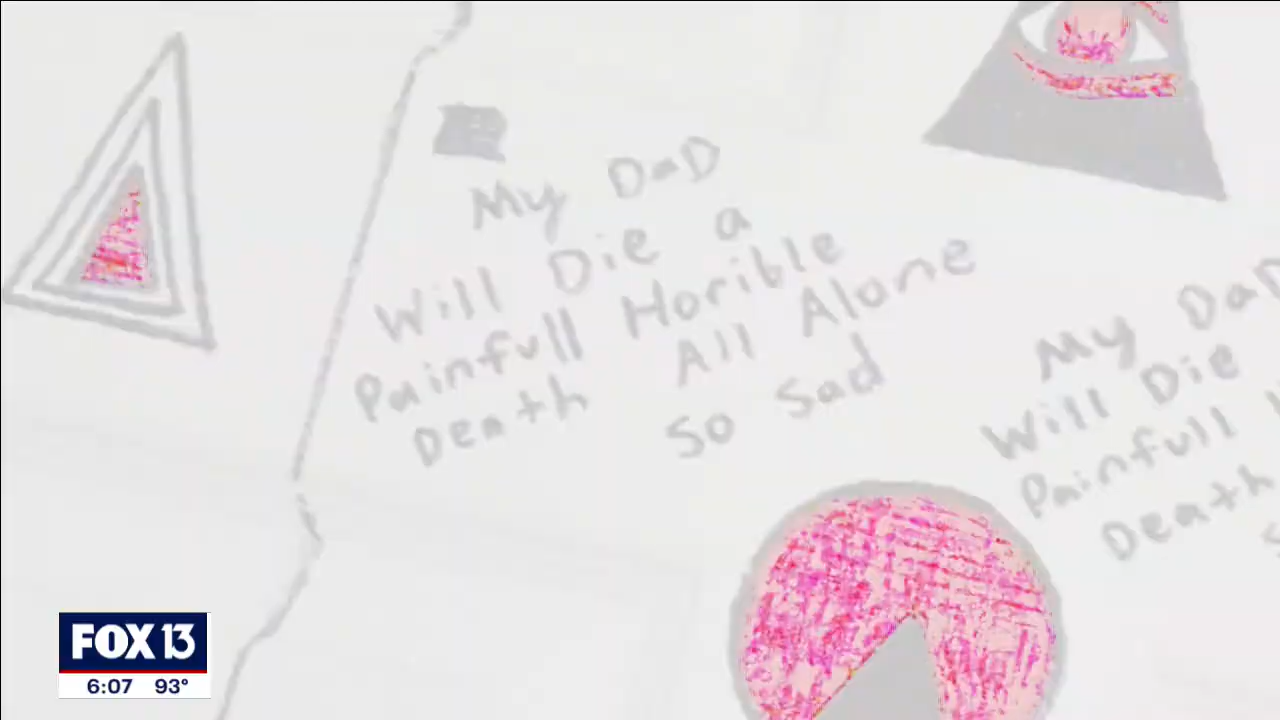 My DaD
Will Die a
Painfull Horible
Death All Alone
So Sad
My DaD
Will Die
Painfull
Death
FOX 13
6:07 93°